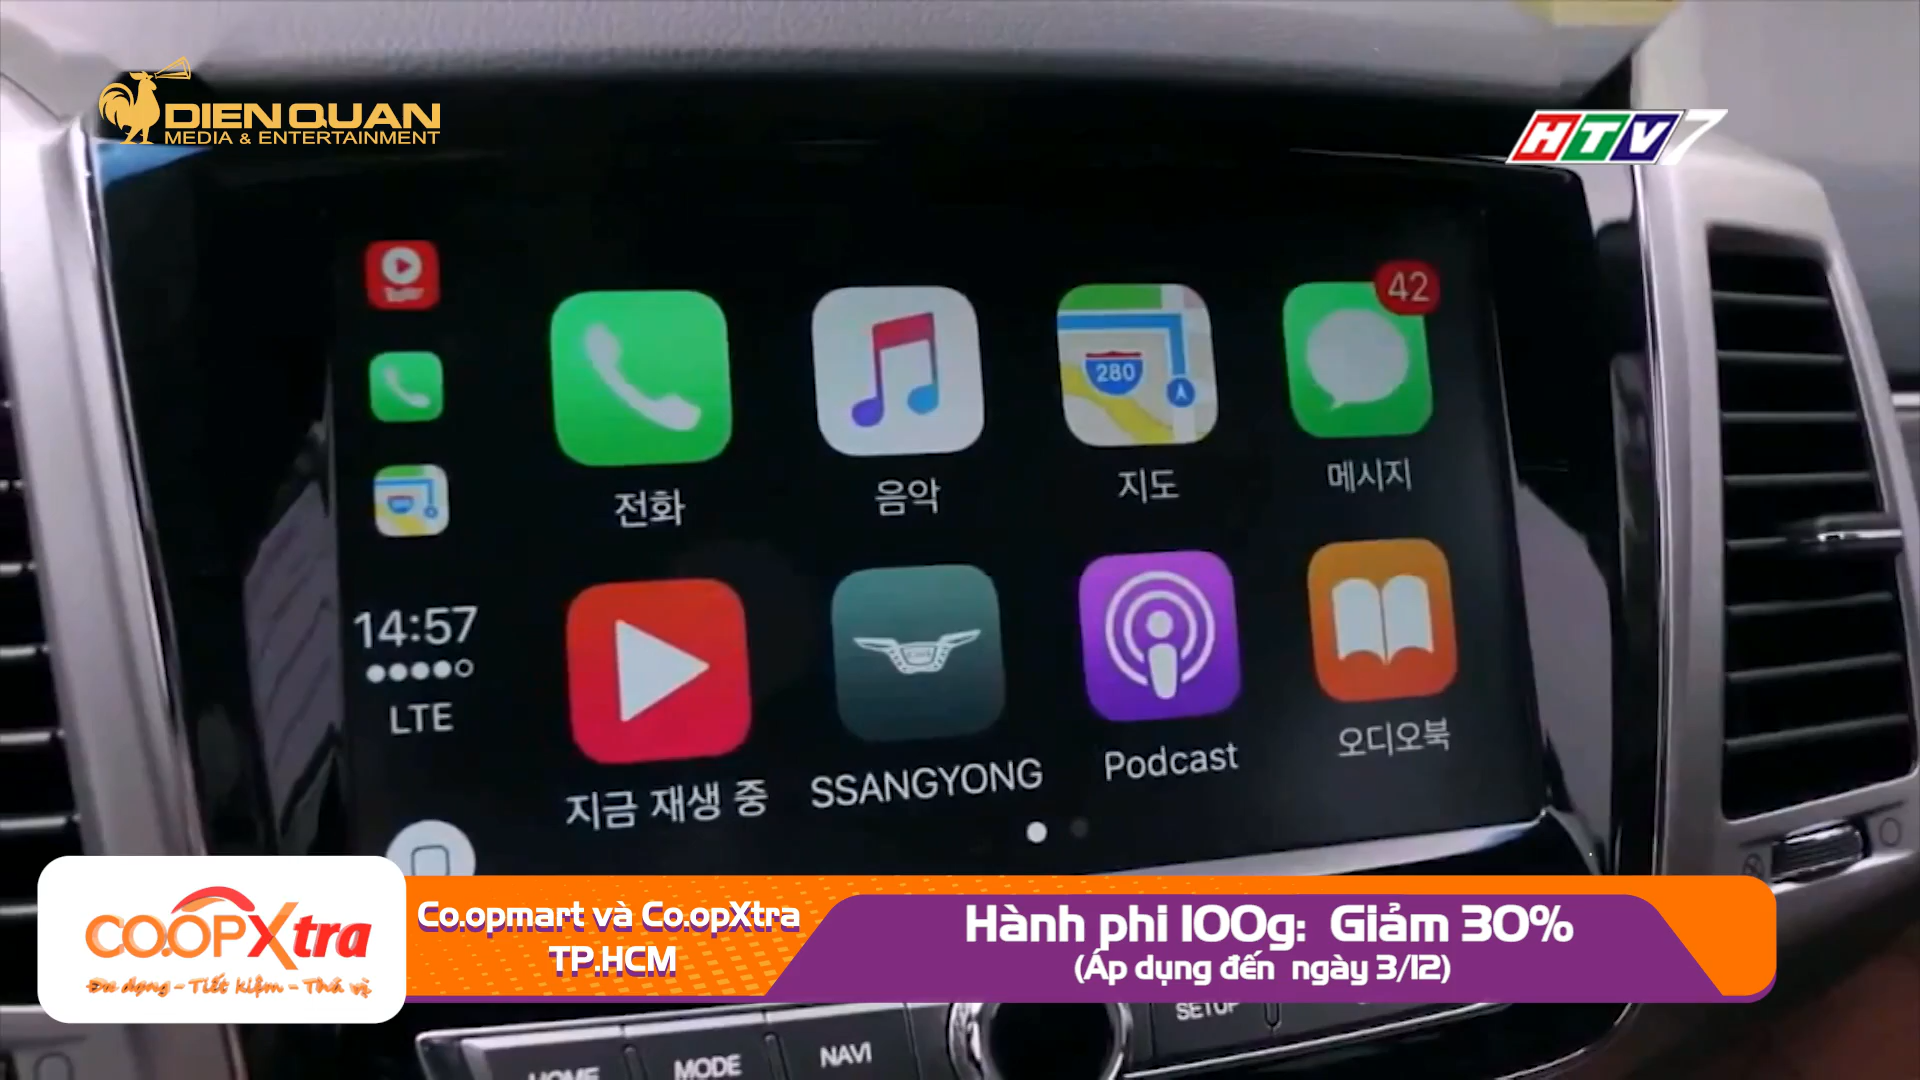 DIEN QUAN
MEDIA & ENTERTAINMENT
HTV7
42
280
전화
음악
지도
메시지
14:57
LTE
지금 재생 중
SSANGYONG
Podcast
오디오북
CO.OPXtra
Đa dạng - Tiết kiệm - Thú vị
Co.opmart và Co.opXtra
TP.HCM
Hành phi 100g: Giảm 30%
(Áp dụng đến ngày 3/12)
HOME
MODE
NAVI
SETUP